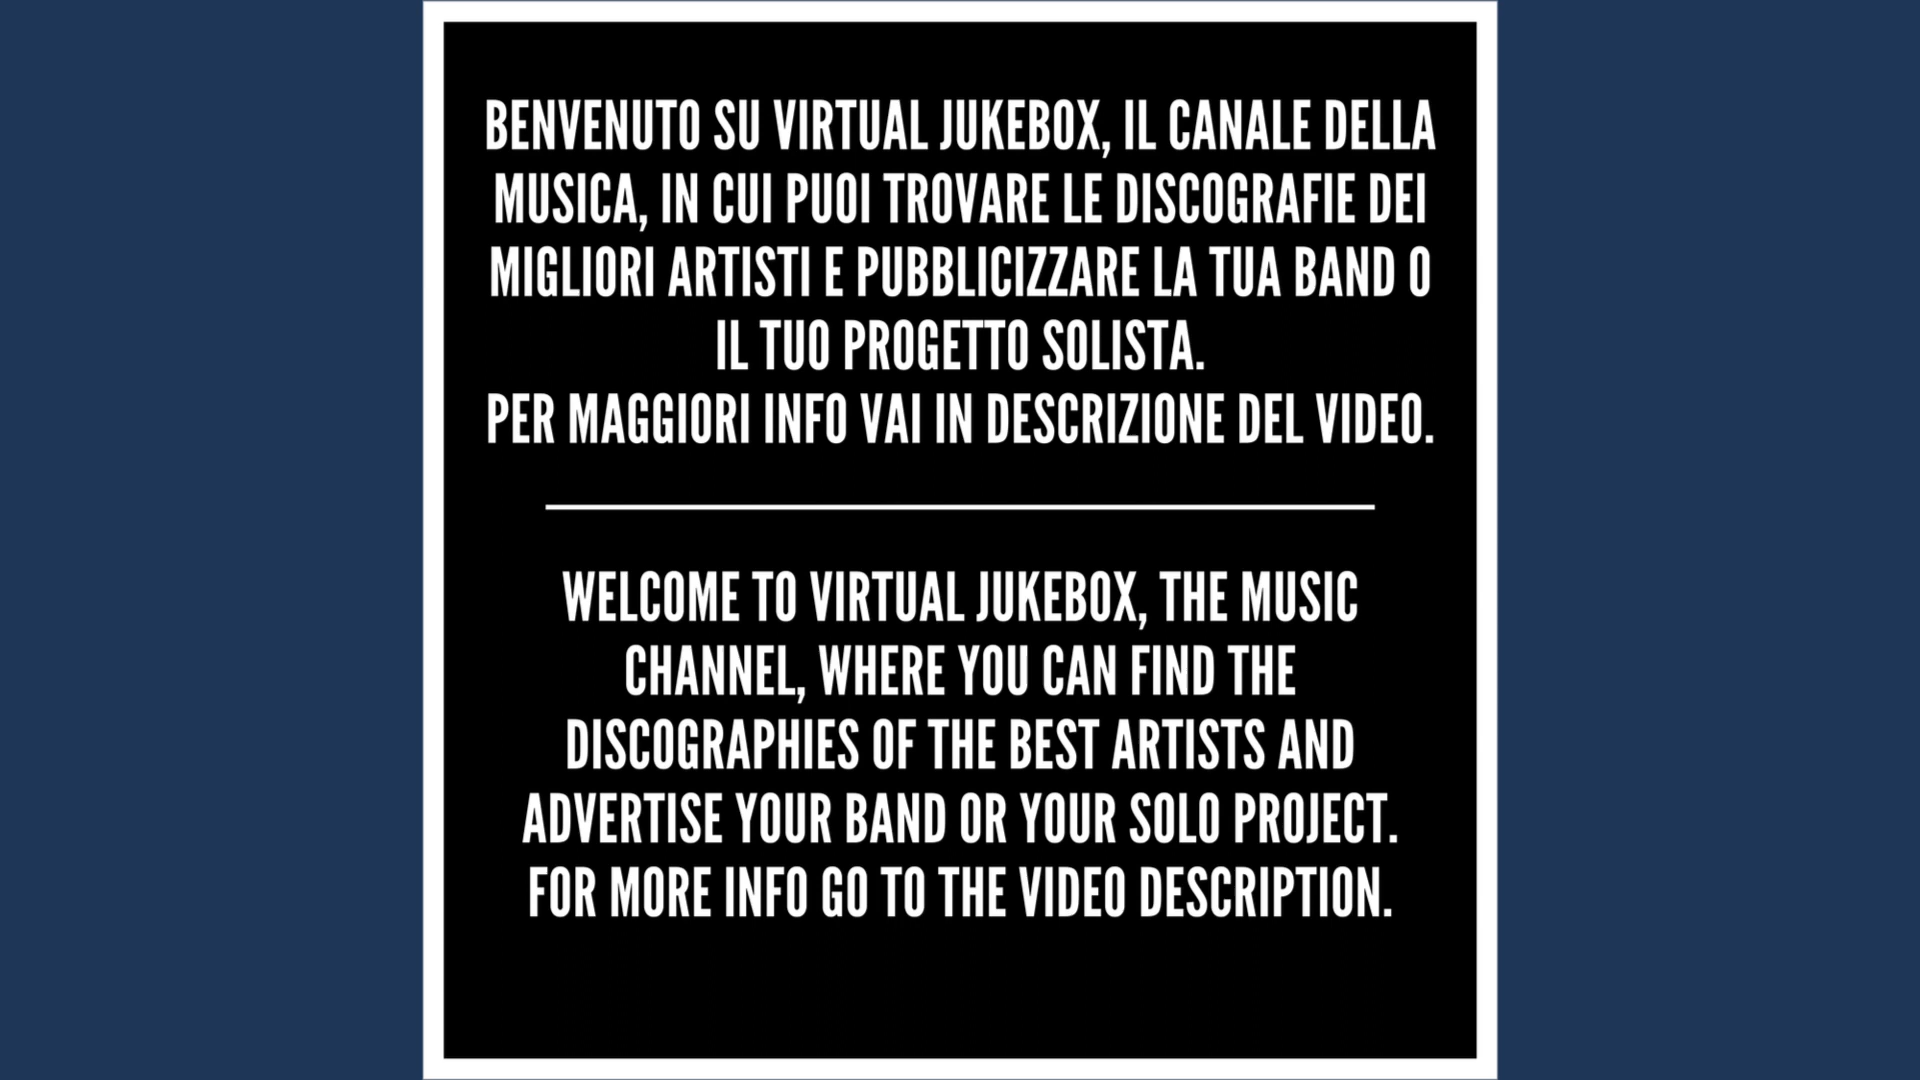 BENVENUTO SU VIRTUAL JUKEBOX, IL CANALE DELLA
MUSICA, IN CUI PUOI TROVARE LE DISCOGRAFIE DEI
MIGLIORI ARTISTI E PUBBLICIZZARE LA TUA BAND O
IL TUO PROGETTO SOLISTA.
PER MAGGIORI INFO VAI IN DESCRIZIONE DEL VIDEO.
WELCOME TO VIRTUAL JUKEBOX, THE MUSIC
CHANNEL, WHERE YOU CAN FIND THE
DISCOGRAPHIES OF THE BEST ARTISTS AND
ADVERTISE YOUR BAND OR YOUR SOLO PROJECT.
FOR MORE INFO GO TO THE VIDEO DESCRIPTION.